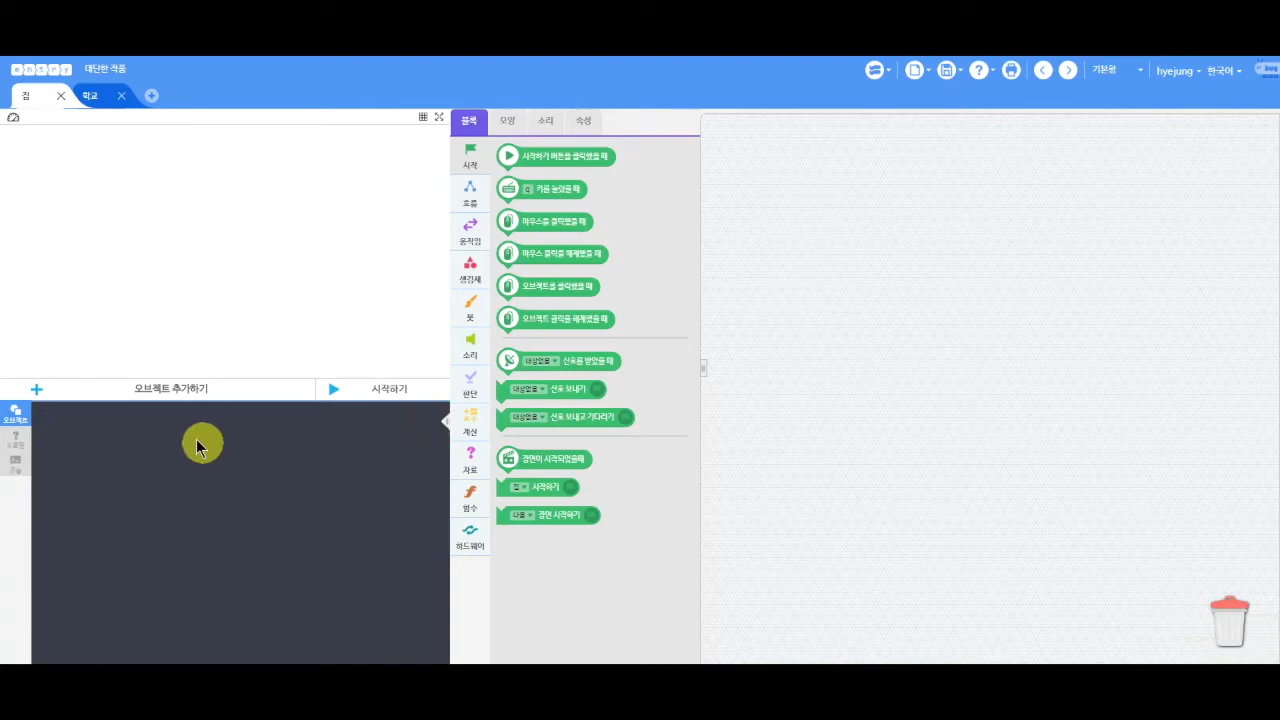 entry 대단한 작품
기본형 hyejung 한국어
집 학교
블록 모양 소리 속성
시작
흐름
움직임
생김새
붓
소리
판단
계산
자료
함수
하드웨어
시작하기 버튼을 클릭했을 때
q 키를 눌렀을 때
마우스를 클릭했을 때
마우스 클릭을 해제했을 때
오브젝트를 클릭했을 때
오브젝트 클릭을 해제했을 때
대상없음 신호를 받았을 때
대상없음 신호 보내기
대상없음 신호 보내고 기다리기
장면이 시작되었을때
집 시작하기
다음 장면 시작하기
오브젝트 추가하기 시작하기
오브젝트
도움말
콘솔